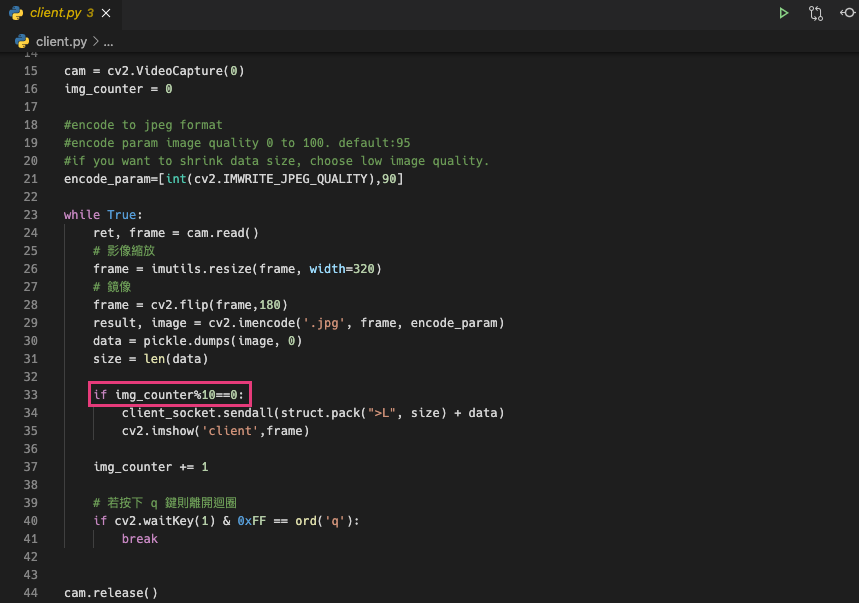 client.py 3
client.py > ...
14
15 cam = cv2.VideoCapture(0)
16 img_counter = 0
17
18 #encode to jpeg format
19 #encode param image quality 0 to 100. default:95
20 #if you want to shrink data size, choose low image quality.
21 encode_param=[int(cv2.IMWRITE_JPEG_QUALITY),90]
22
23 while True:
24     ret, frame = cam.read()
25     # 影像縮放
26     frame = imutils.resize(frame, width=320)
27     # 鏡像
28     frame = cv2.flip(frame,180)
29     result, image = cv2.imencode('.jpg', frame, encode_param)
30     data = pickle.dumps(image, 0)
31     size = len(data)
32
33     if img_counter%10==0:
34         client_socket.sendall(struct.pack(">L", size) + data)
35         cv2.imshow('client',frame)
36
37     img_counter += 1
38
39     # 若按下 q 鍵則離開迴圈
40     if cv2.waitKey(1) & 0xFF == ord('q'):
41         break
42
43
44 cam.release()